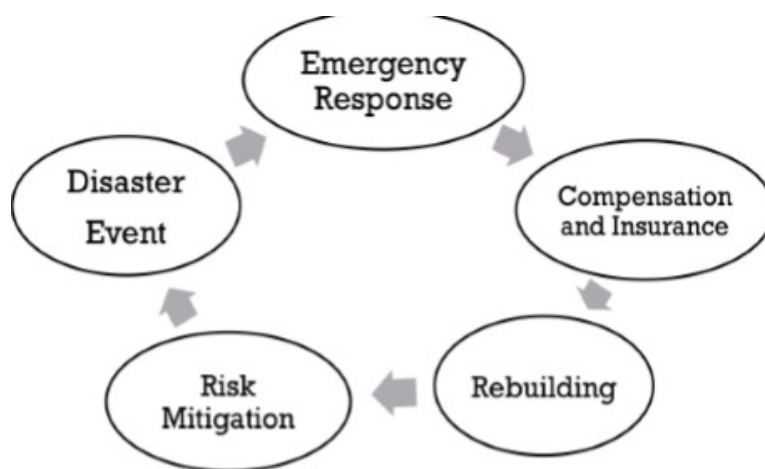 Emergency
Response
Disaster
Event
Compensation
and Insurance
Risk
Mitigation
Rebuilding